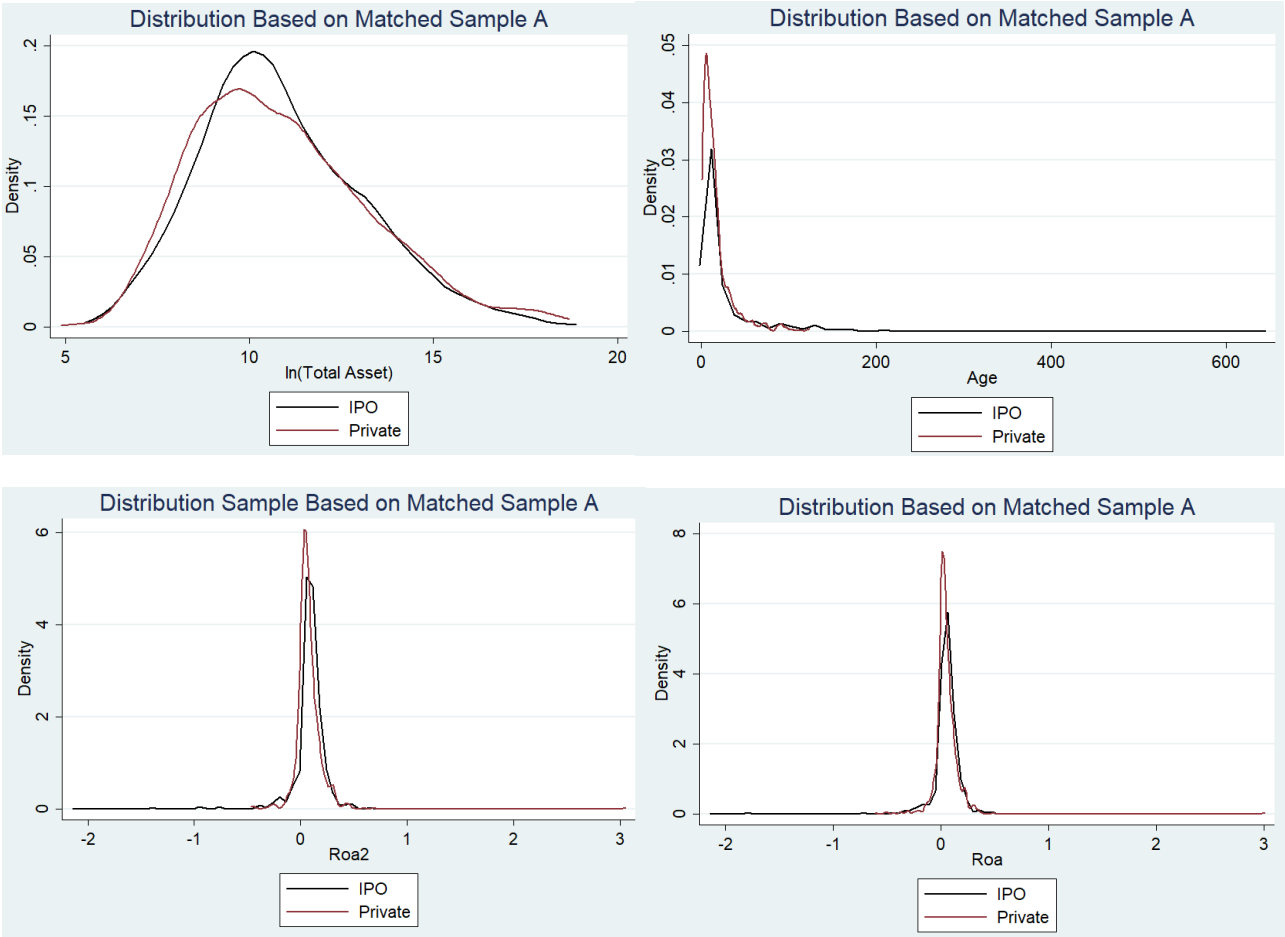 Distribution Based on Matched Sample A
.2
.15
.1
.05
0
Density
5 10 15 20
ln(Total Asset)
IPO
Private
Distribution Based on Matched Sample A
.05
.04
.03
.02
.01
0
Density
0 200 400 600
Age
IPO
Private
Distribution Sample Based on Matched Sample A
6
4
2
0
Density
-2 -1 0 1 2 3
Roa2
IPO
Private
Distribution Based on Matched Sample A
8
6
4
2
0
Density
-2 -1 0 1 2 3
Roa
IPO
Private